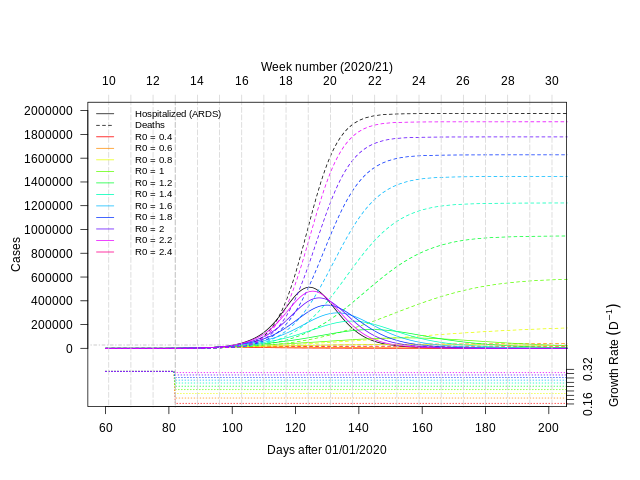 Week number (2020/21)
10 12 14 16 18 20 22 24 26 28 30
2000000
1800000
1600000
1400000
1200000
1000000
800000
600000
400000
200000
0
Cases
Hospitalized (ARDS)
Deaths
R0 = 0.4
R0 = 0.6
R0 = 0.8
R0 = 1
R0 = 1.2
R0 = 1.4
R0 = 1.6
R0 = 1.8
R0 = 2
R0 = 2.2
R0 = 2.4
0.32
0.16
Growth Rate (D⁻¹)
60 80 100 120 140 160 180 200
Days after 01/01/2020